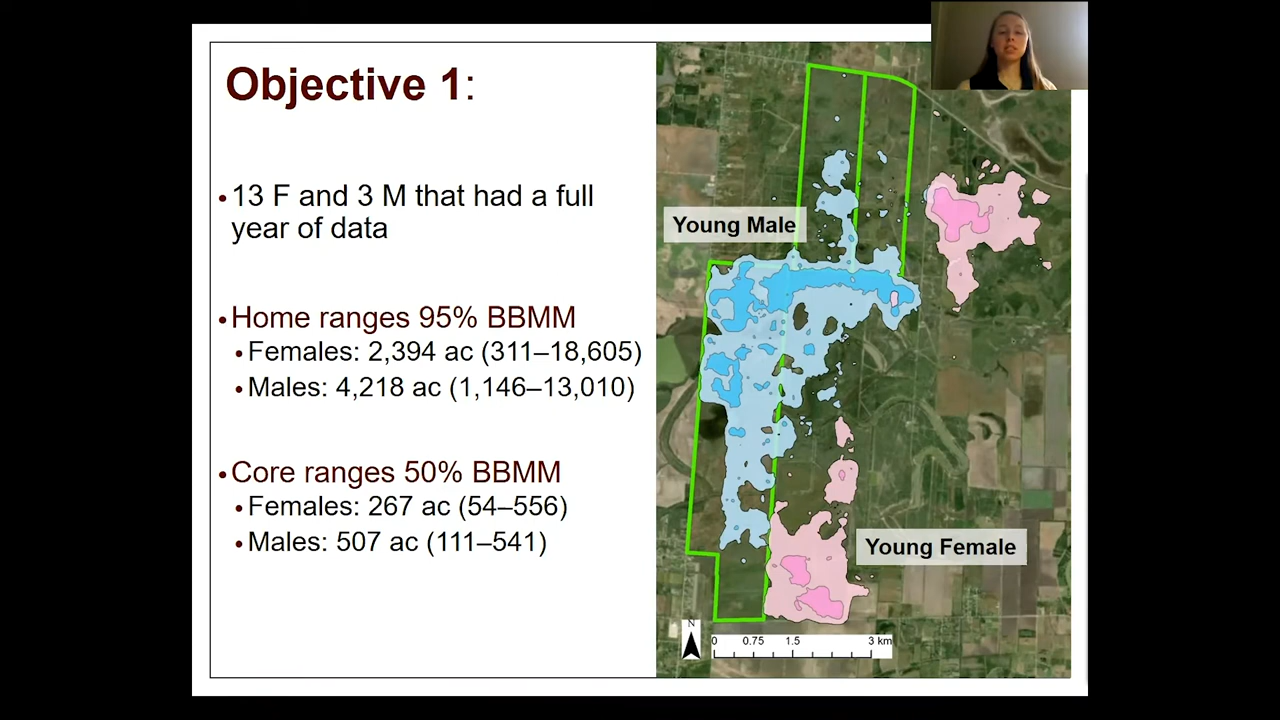 Objective 1:
• 13 F and 3 M that had a full
year of data
• Home ranges 95% BBMM
• Females: 2,394 ac (311–18,605)
• Males: 4,218 ac (1,146–13,010)
• Core ranges 50% BBMM
• Females: 267 ac (54–556)
• Males: 507 ac (111–541)
Young Male
Young Female
N
0 0.75 1.5 3 km